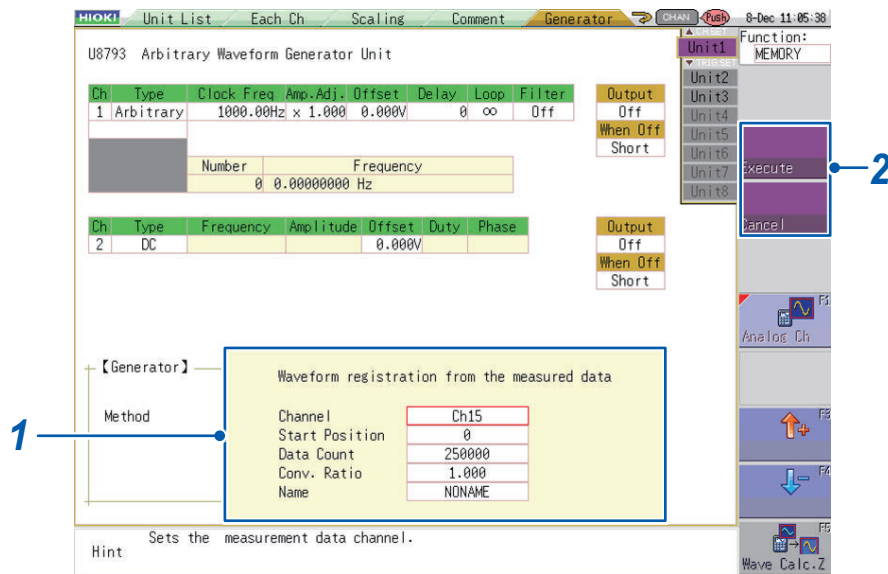 HIOKI Unit List Each Ch Scaling Comment Generator CHAN Push 8-Dec 11:05:38
U8793 Arbitrary Waveform Generator Unit
Unit1
Unit2
Unit3
Unit4
Unit5
Unit6
Unit7
Unit8
Function:
MEMORY
Ch Type Clock Freq Amp.Adj. Offset Delay Loop Filter
1 Arbitrary 1000.00Hz x 1.000 0.000V 0 ∞ Off
Number Frequency
0 0.00000000 Hz
Output
Off
When Off
Short
Execute
Cancel
2
Ch Type Frequency Amplitude Offset Duty Phase
2 DC 0.000V
Output
Off
When Off
Short
F1
Analog Ch
【Generator】
Method
1
Waveform registration from the measured data
Channel Ch15
Start Position 0
Data Count 250000
Conv. Ratio 1.000
Name NONAME
F3
F4
F5
Wave Calc.Z
Hint Sets the measurement data channel.